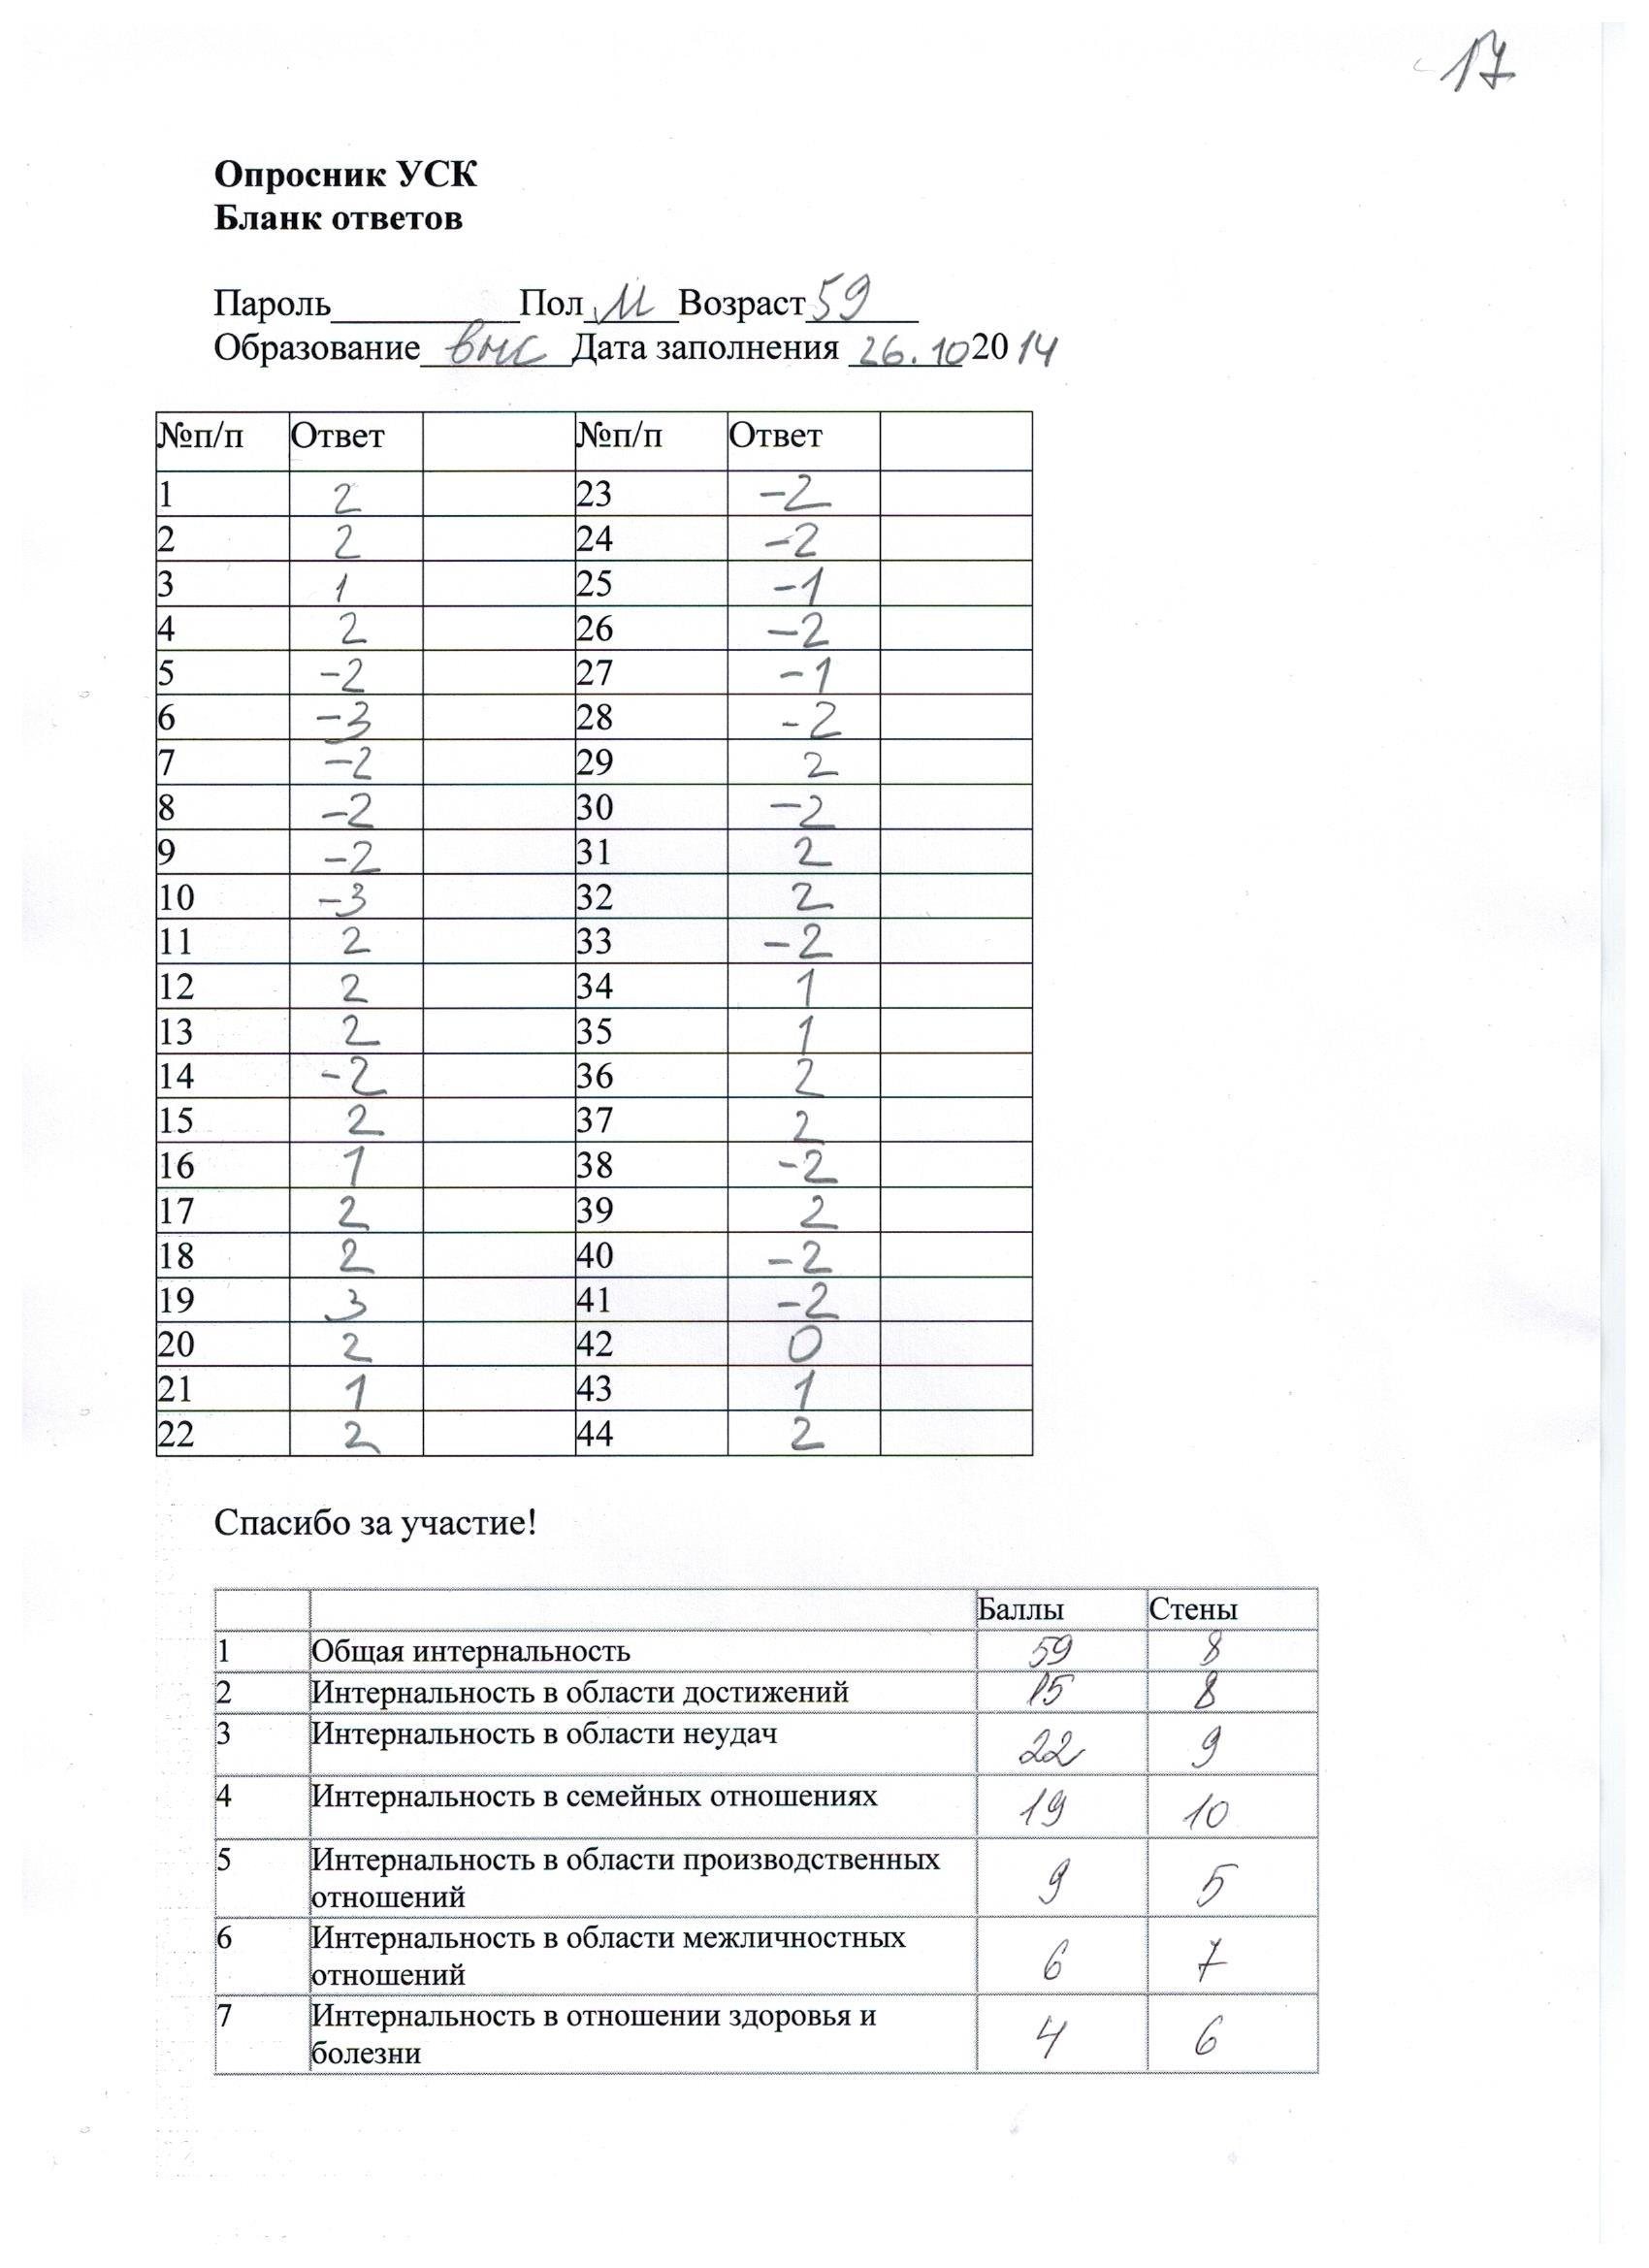 17
Опросник УСК
Бланк ответов
Пароль__________Пол М Возраст 59
Образование выс Дата заполнения 26.10 2014
№п/п Ответ №п/п Ответ
1 2 23 -2
2 2 24 -2
3 1 25 -1
4 2 26 -2
5 -2 27 -1
6 -3 28 -2
7 -2 29 2
8 -2 30 -2
9 -2 31 2
10 -3 32 2
11 2 33 -2
12 2 34 1
13 2 35 1
14 -2 36 2
15 2 37 2
16 1 38 -2
17 2 39 2
18 2 40 -2
19 3 41 -2
20 2 42 0
21 1 43 1
22 2 44 2
Спасибо за участие!
Баллы Стены
1 Общая интернальность 59 8
2 Интернальность в области достижений 15 8
3 Интернальность в области неудач 22 9
4 Интернальность в семейных отношениях 19 10
5 Интернальность в области производственных
отношений 9 5
6 Интернальность в области межличностных
отношений 6 7
7 Интернальность в отношении здоровья и
болезни 4 6